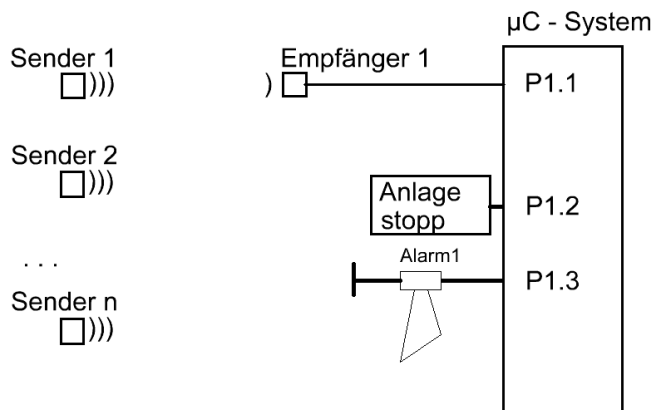 µC - System
Sender 1
Empfänger 1
P1.1
Sender 2
Anlage
stopp
P1.2
. . .
Alarm1
P1.3
Sender n